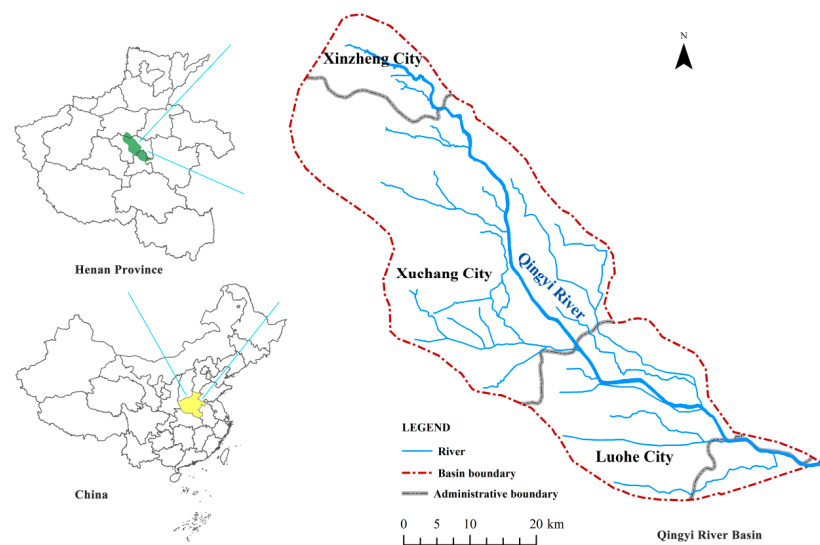 N
Xinzheng City
Henan Province
Xuchang City
Qingyi River
LEGEND
River
Basin boundary
Administrative boundary
Luohe City
China
0 5 10 20 km
Qingyi River Basin